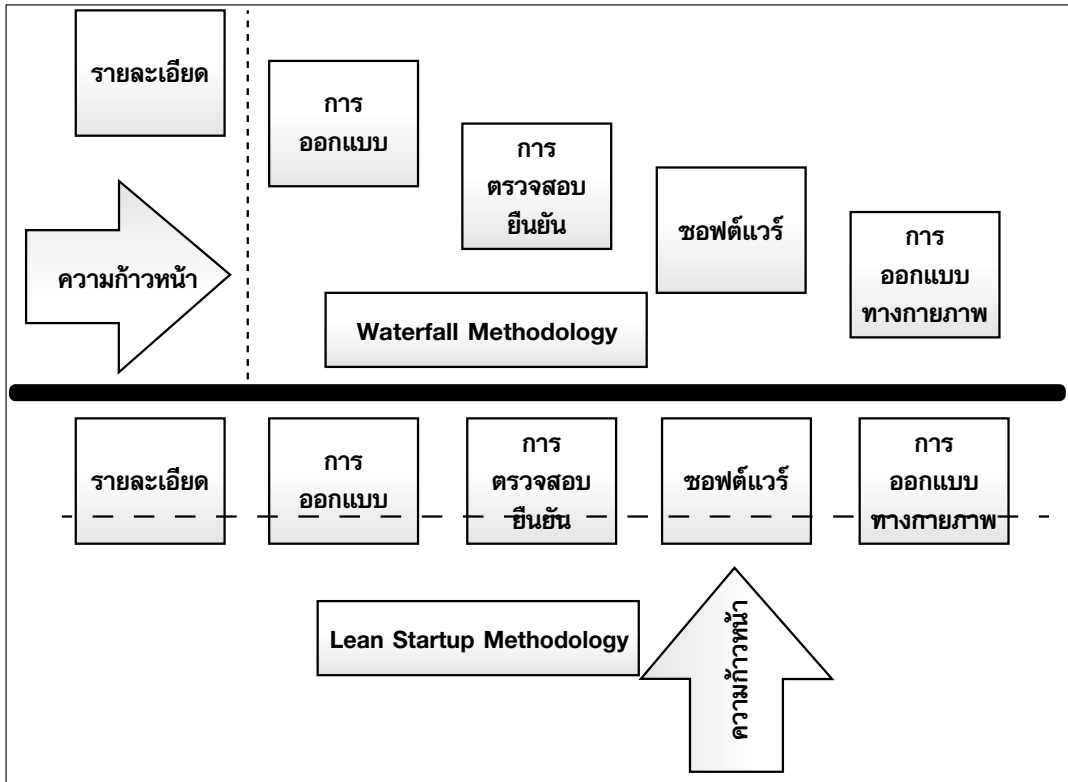 รายละเอียด
การ
ออกแบบ
การ
ตรวจสอบ
ยืนยัน
ซอฟต์แวร์
การ
ออกแบบ
ทางกายภาพ
ความก้าวหน้า
Waterfall Methodology
รายละเอียด
การ
ออกแบบ
การ
ตรวจสอบ
ยืนยัน
ซอฟต์แวร์
การ
ออกแบบ
ทางกายภาพ
Lean Startup Methodology
ความก้าวหน้า